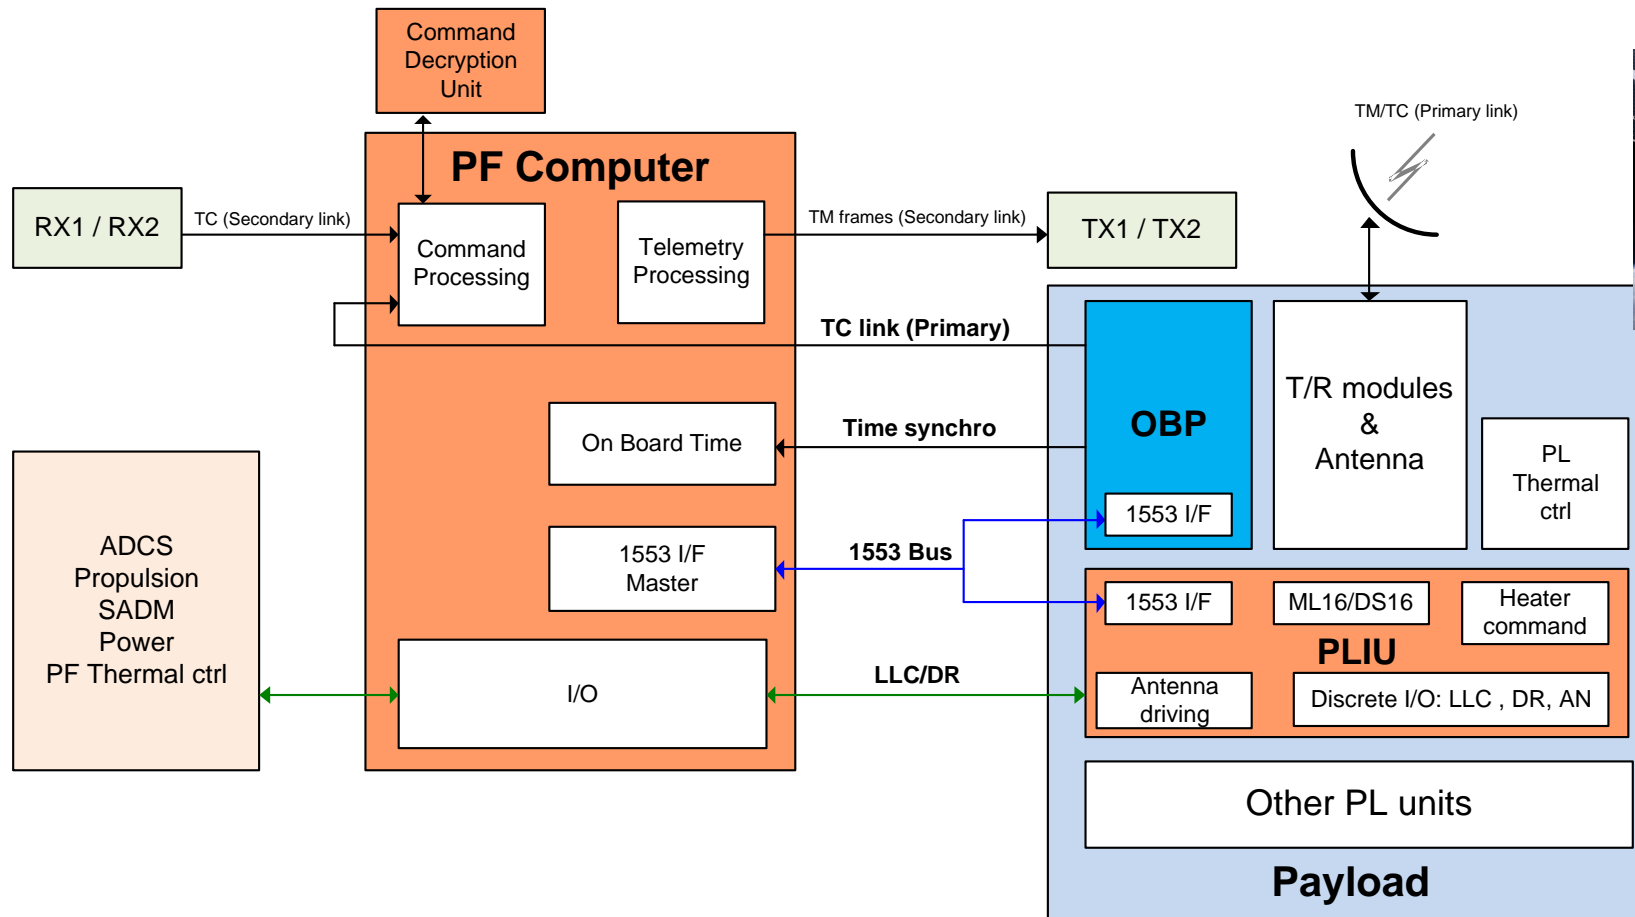 Command
Decryption
Unit
TM/TC (Primary link)
PF Computer
RX1 / RX2
TC (Secondary link)
Command
Processing
Telemetry
Processing
TM frames (Secondary link)
TX1 / TX2
TC link (Primary)
OBP
T/R modules
&
Antenna
On Board Time
Time synchro
PL
Thermal
ctrl
1553 I/F
ADCS
Propulsion
SADM
Power
PF Thermal ctrl
1553 I/F
Master
1553 Bus
1553 I/F
ML16/DS16
Heater
command
PLIU
I/O
LLC/DR
Antenna
driving
Discrete I/O: LLC , DR, AN
Other PL units
Payload